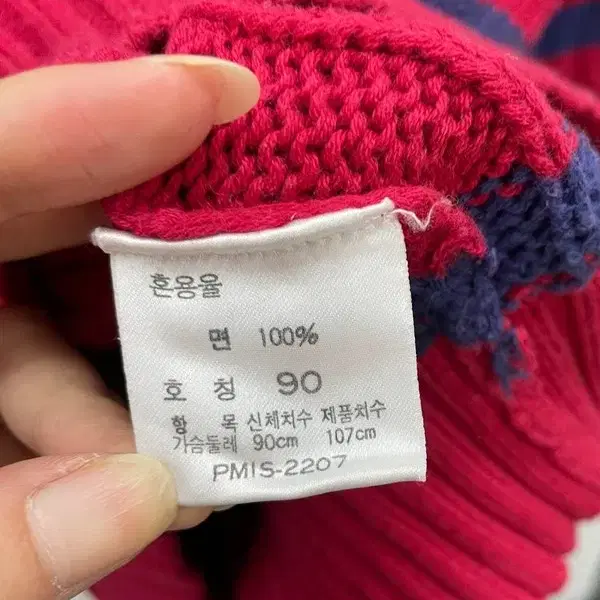 혼용율
면 100%
호 칭 90
항 목 신체치수 제품치수
가슴둘레 90cm 107cm
PMIS-2207